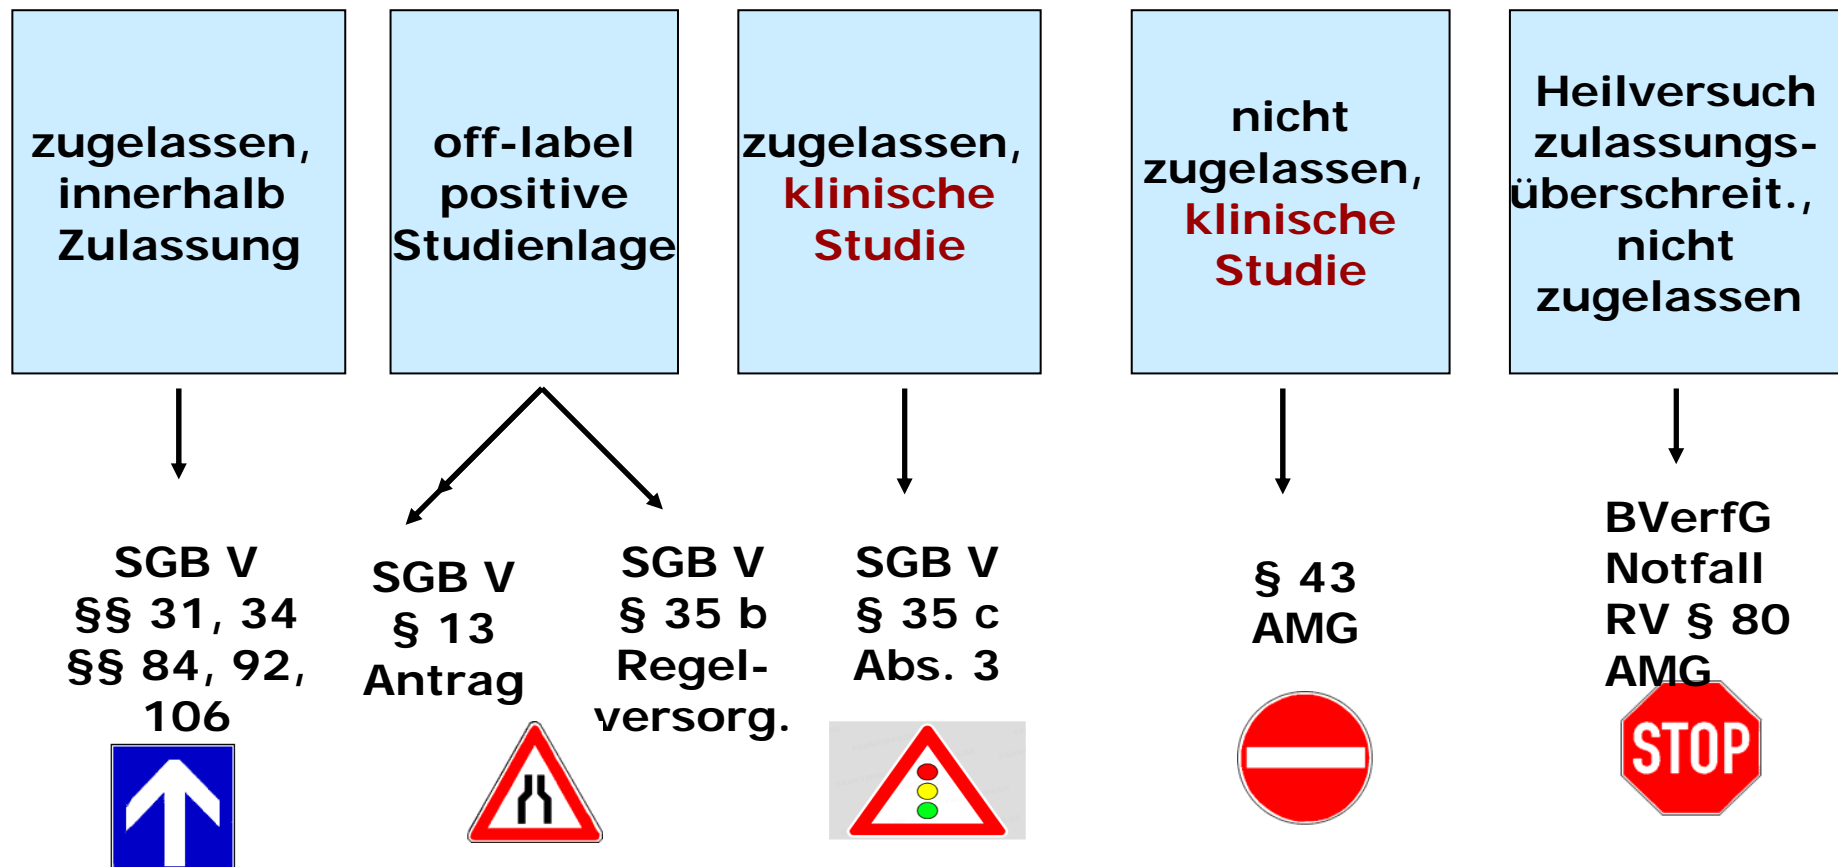 zugelassen,
innerhalb
Zulassung
off-label
positive
Studienlage
zugelassen,
klinische
Studie
nicht
zugelassen,
klinische
Studie
Heilversuch
zulassungs-
überschreit.,
nicht
zugelassen
SGB V
§§ 31, 34
§§ 84, 92,
106
SGB V
§ 13
Antrag
SGB V
§ 35 b
Regel-
versorg.
SGB V
§ 35 c
Abs. 3
§ 43
AMG
BVerfG
Notfall
RV § 80
AMG
STOP